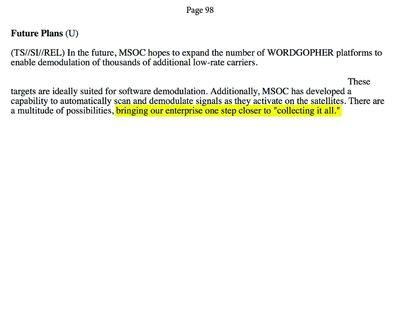 Page 98
Future Plans (U)
(TS//SI//REL) In the future, MSOC hopes to expand the number of WORDGOPHER platforms to
enable demodulation of thousands of additional low-rate carriers.
These
targets are ideally suited for software demodulation. Additionally, MSOC has developed a
capability to automatically scan and demodulate signals as they activate on the satellites. There are
a multitude of possibilities, bringing our enterprise one step closer to "collecting it all."